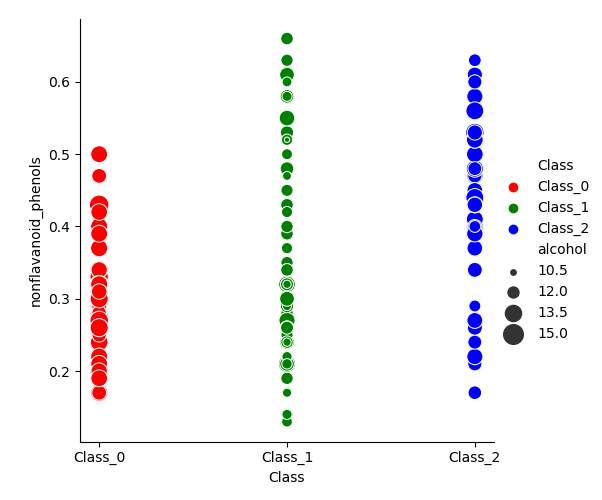 nonflavanoid_phenols
0.6
0.5
0.4
0.3
0.2
Class_0
Class_1
Class_2
Class
Class
Class_0
Class_1
Class_2
alcohol
10.5
12.0
13.5
15.0